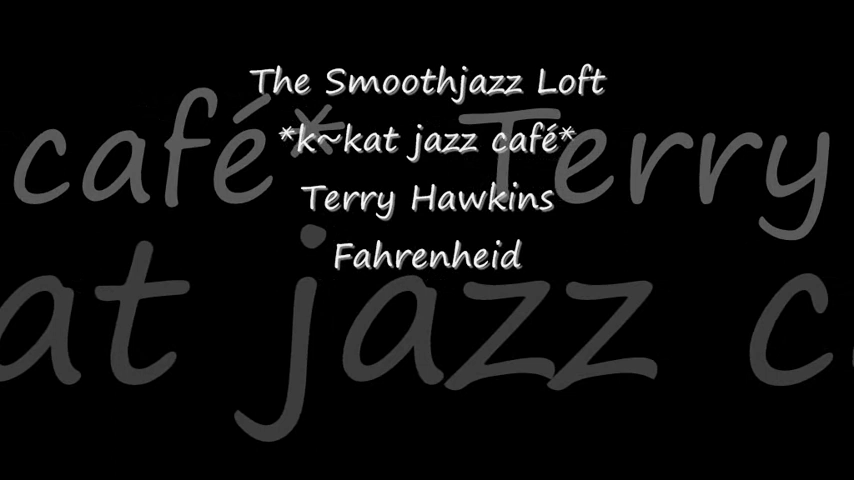 The Smoothjazz Loft
*k~kat jazz café*
Terry Hawkins
Fahrenheid
café* Terry
at jazz c